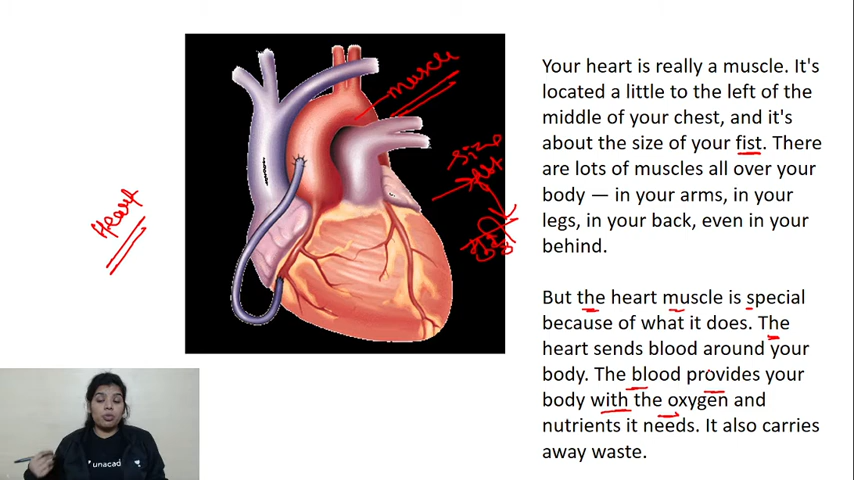 Your heart is really a muscle. It's
located a little to the left of the
middle of your chest, and it's
about the size of your fist. There
are lots of muscles all over your
body — in your arms, in your
legs, in your back, even in your
behind.
But the heart muscle is special
because of what it does. The
heart sends blood around your
body. The blood provides your
body with the oxygen and
nutrients it needs. It also carries
away waste.
muscle
size
fist
Heart
unacad